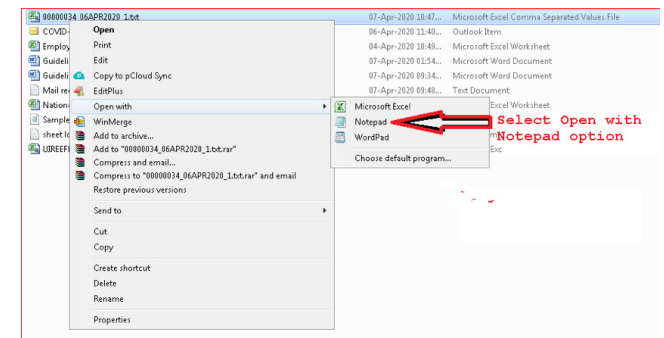 00000034_06APR2020_1.txt 07-Apr-2020 10:47... Microsoft Excel Comma Separated Values File
COVID- 06-Apr-2020 11:40... Outlook Item
Employ 04-Apr-2020 10:49... Microsoft Excel Worksheet
Guideli 07-Apr-2020 01:54... Microsoft Word Document
Guideli 07-Apr-2020 09:34... Microsoft Word Document
Mail re 07-Apr-2020 09:48... Text Document
Nation Excel Worksheet
Sample
sheet lo
UIREEF Exc
Open
Print
Edit
Copy to pCloud Sync
EditPlus
Open with
WinMerge
Add to archive...
Add to "00000034_06APR2020_1.txt.rar"
Compress and email...
Compress to "00000034_06APR2020_1.txt.rar" and email
Restore previous versions
Send to
Cut
Copy
Create shortcut
Delete
Rename
Properties
Microsoft Excel
Notepad
WordPad
Choose default program...
Select Open with
Notepad option